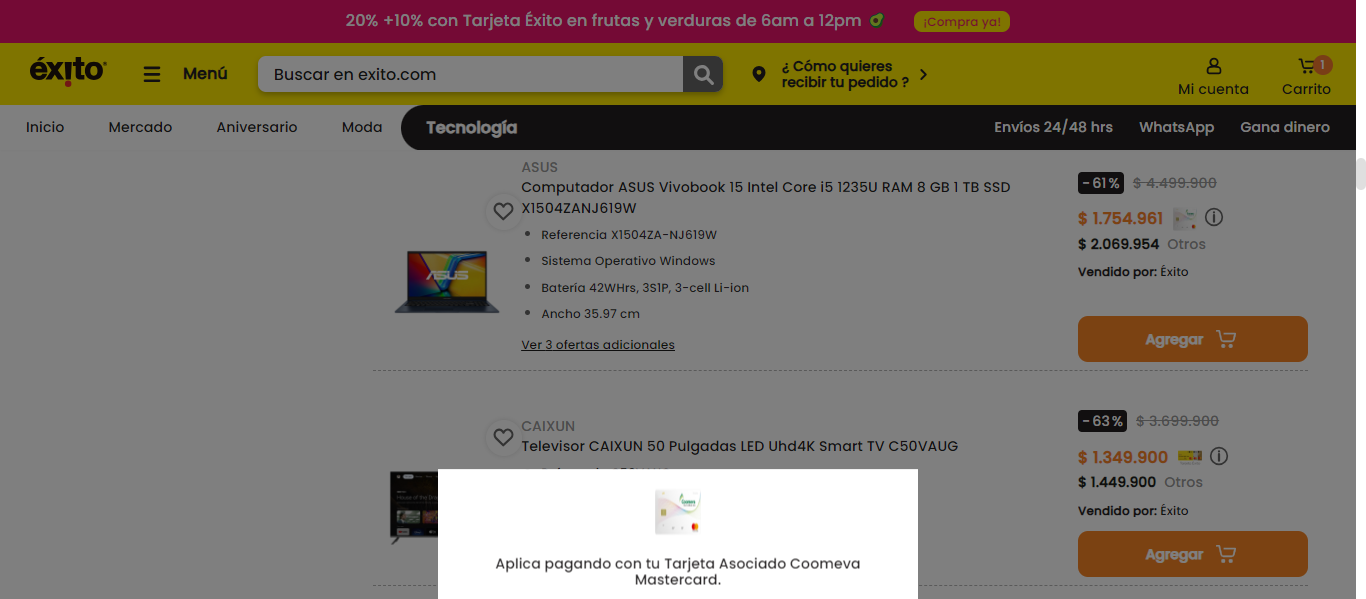 20% +10% con Tarjeta Éxito en frutas y verduras de 6am a 12pm
¡Compra ya!
éxito
Menú
Buscar en exito.com
¿ Cómo quieres
recibir tu pedido ?
Mi cuenta
1
Carrito
Inicio
Mercado
Aniversario
Moda
Tecnología
Envíos 24/48 hrs
WhatsApp
Gana dinero
ASUS
Computador ASUS Vivobook 15 Intel Core i5 1235U RAM 8 GB 1 TB SSD
X1504ZANJ619W
Referencia X1504ZA-NJ619W
Sistema Operativo Windows
Batería 42WHrs, 3S1P, 3-cell Li-ion
Ancho 35.97 cm
Ver 3 ofertas adicionales
ASUS
- 61 % $ 4.499.900
$ 1.754.961
$ 2.069.954 Otros
Vendido por: Éxito
Agregar
CAIXUN
Televisor CAIXUN 50 Pulgadas LED Uhd4K Smart TV C50VAUG
- 63 % $ 3.699.900
$ 1.349.900
$ 1.449.900 Otros
Vendido por: Éxito
Agregar
Aplica pagando con tu Tarjeta Asociado Coomeva
Mastercard.